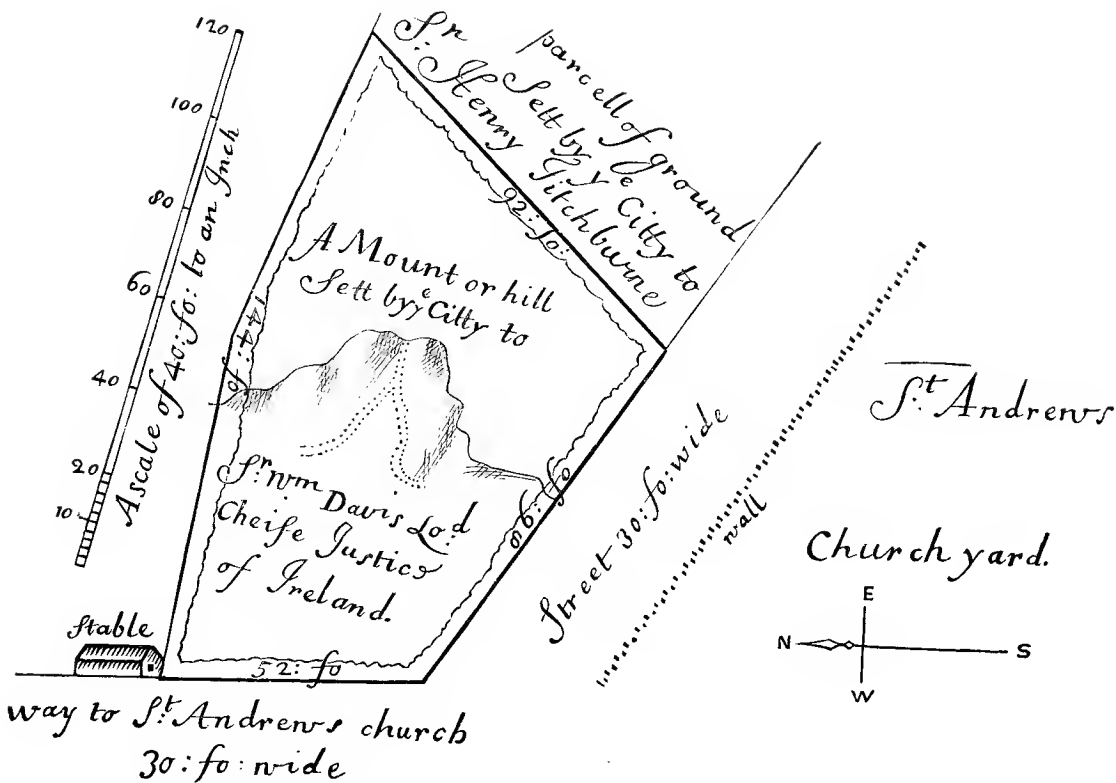 120
100
80
60
40
20
10
A scale of 40: fo: to an Inch
Sr.
Henry Titchburne
parcell of ground
Sett by ye Citty to
92: fo:
A Mount or hill
Sett by ye Citty to
144: fo
Sr. Wm Davis Lo:d
Cheife Justice
of Ireland.
86: fo
52: fo
Stable
way to St. Andrews church
30: fo: wide
Street 30: fo: wide
wall
St. Andrews
Church yard.
E
N
S
W